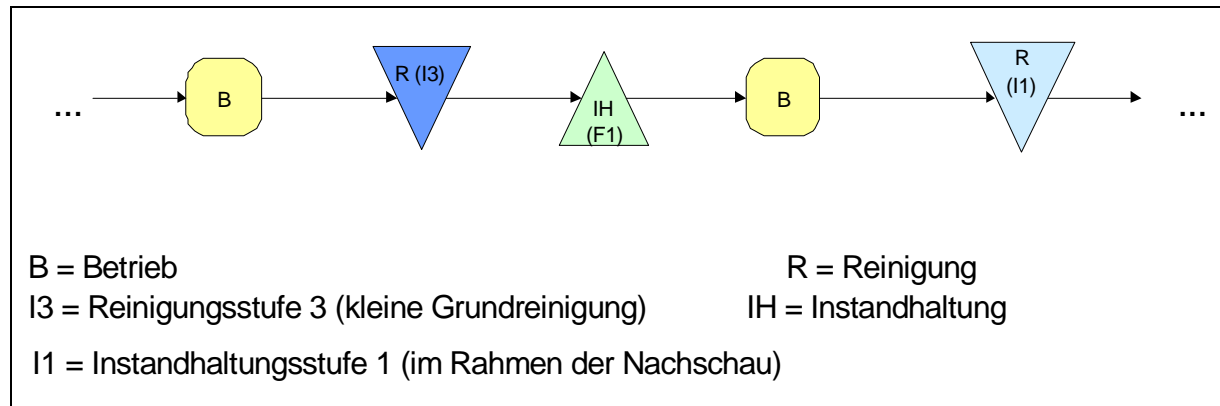 ... B R (I3) IH (F1) B R (I1) ...
B = Betrieb R = Reinigung
I3 = Reinigungsstufe 3 (kleine Grundreinigung) IH = Instandhaltung
I1 = Instandhaltungsstufe 1 (im Rahmen der Nachschau)